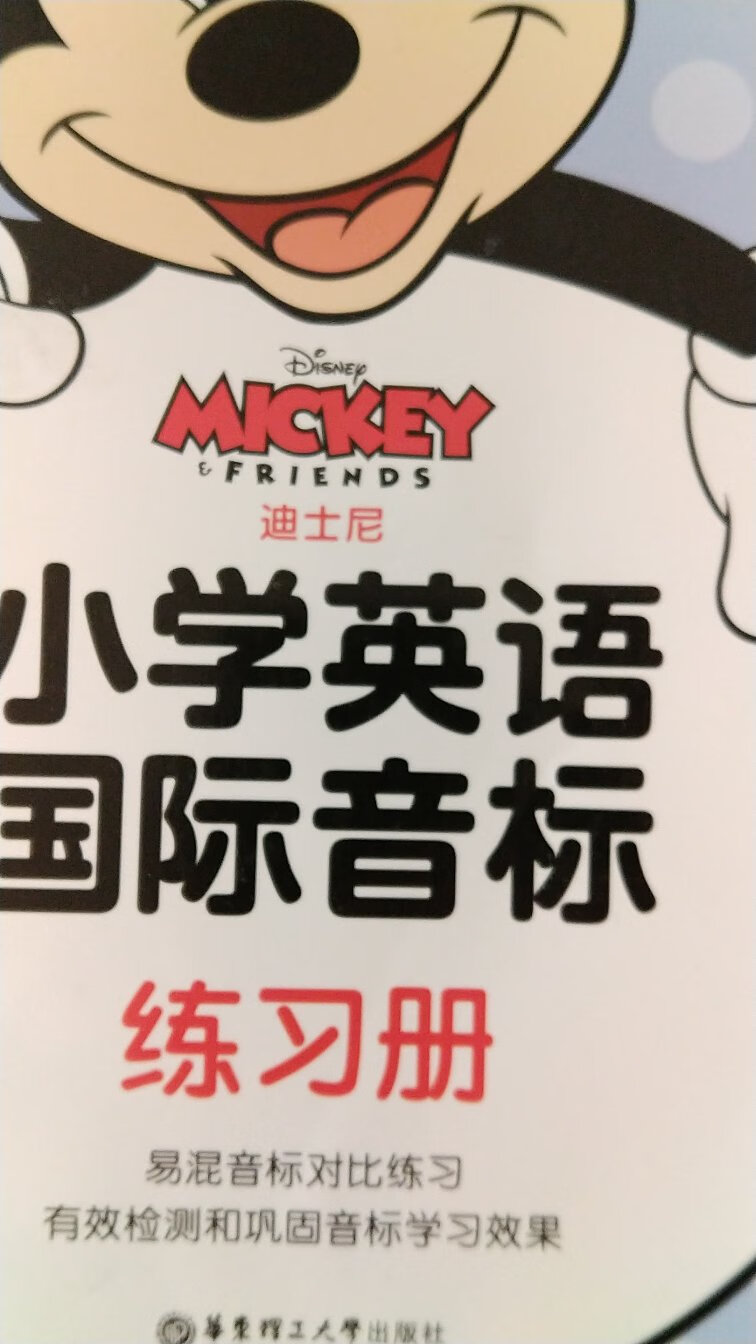 Disney
MICKEY
& FRIENDS
迪士尼
小学英语
国际音标
练习册
易混音标对比练习
有效检测和巩固音标学习效果
华东理工大学出版社